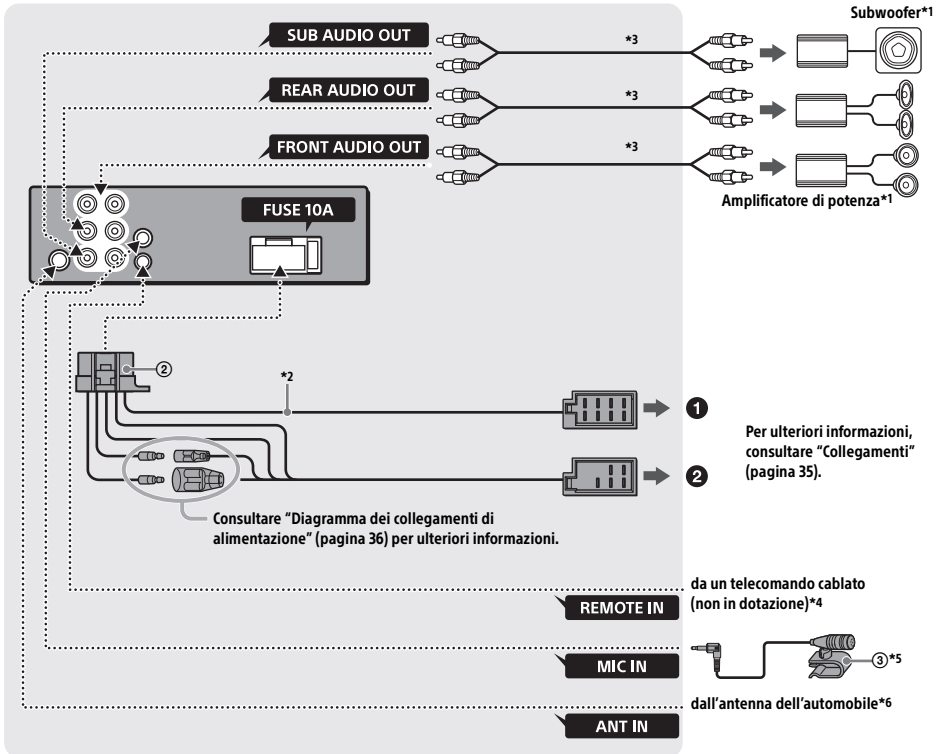 Subwoofer*1
SUB AUDIO OUT
*3
REAR AUDIO OUT
*3
FRONT AUDIO OUT
*3
Amplificatore di potenza*1
FUSE 10A
②
*2
❶
Per ulteriori informazioni,
consultare “Collegamenti”
(pagina 35).
❷
Consultare “Diagramma dei collegamenti di
alimentazione” (pagina 36) per ulteriori informazioni.
da un telecomando cablato
(non in dotazione)*4
REMOTE IN
③*5
MIC IN
dall’antenna dell’automobile*6
ANT IN